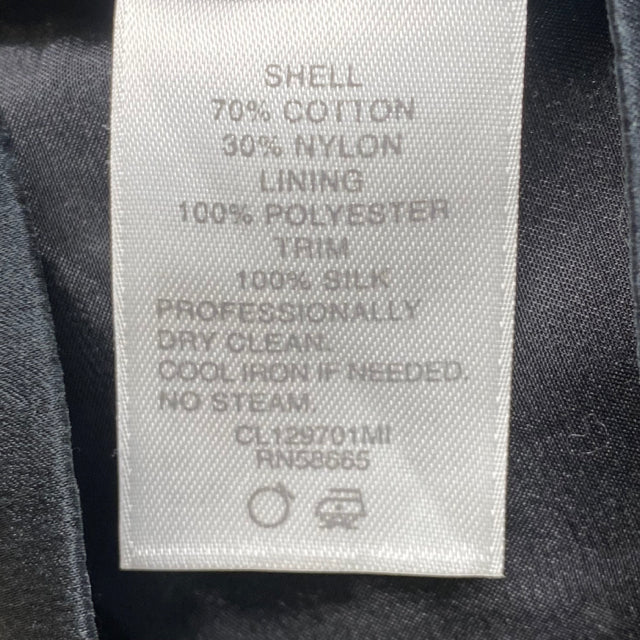 SHELL
70% COTTON
30% NYLON
LINING
100% POLYESTER
TRIM
100% SILK
PROFESSIONALLY
DRY CLEAN.
COOL IRON IF NEEDED.
NO STEAM.
CL129701MI
RN58665